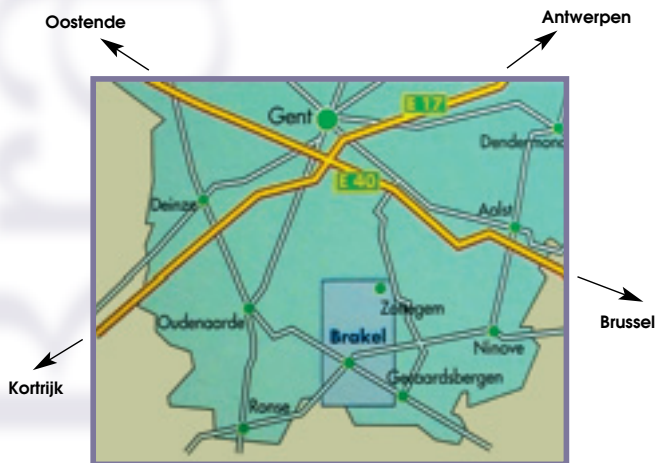 Oostende
Antwerpen
E 17
Gent
Dendermond
E 40
Deinze
Aalst
Zottegem
Oudenaarde
Brussel
Brakel
Ninove
Kortrijk
Geraardsbergen
Ronse